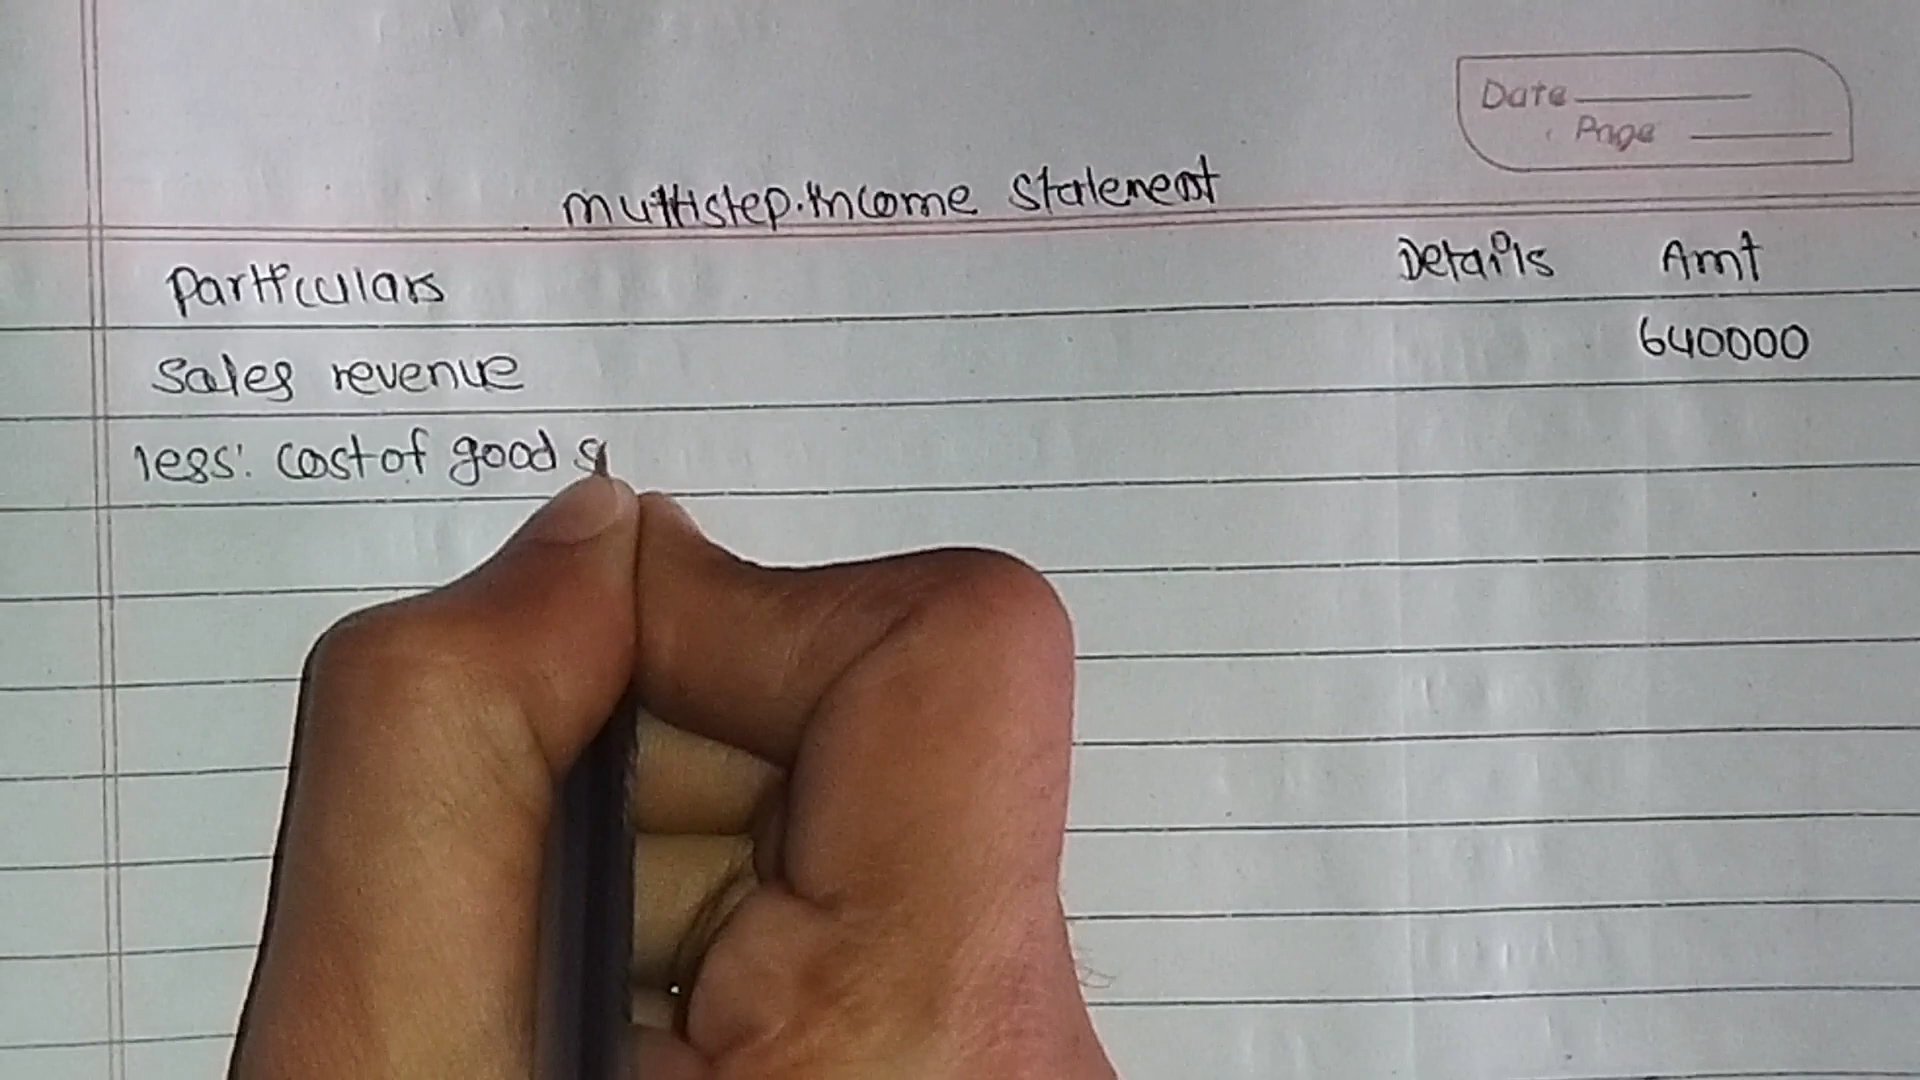 Date
Page
multistep.income statement
Particulars Details Amt
Sales revenue 640000
less: cost of good s